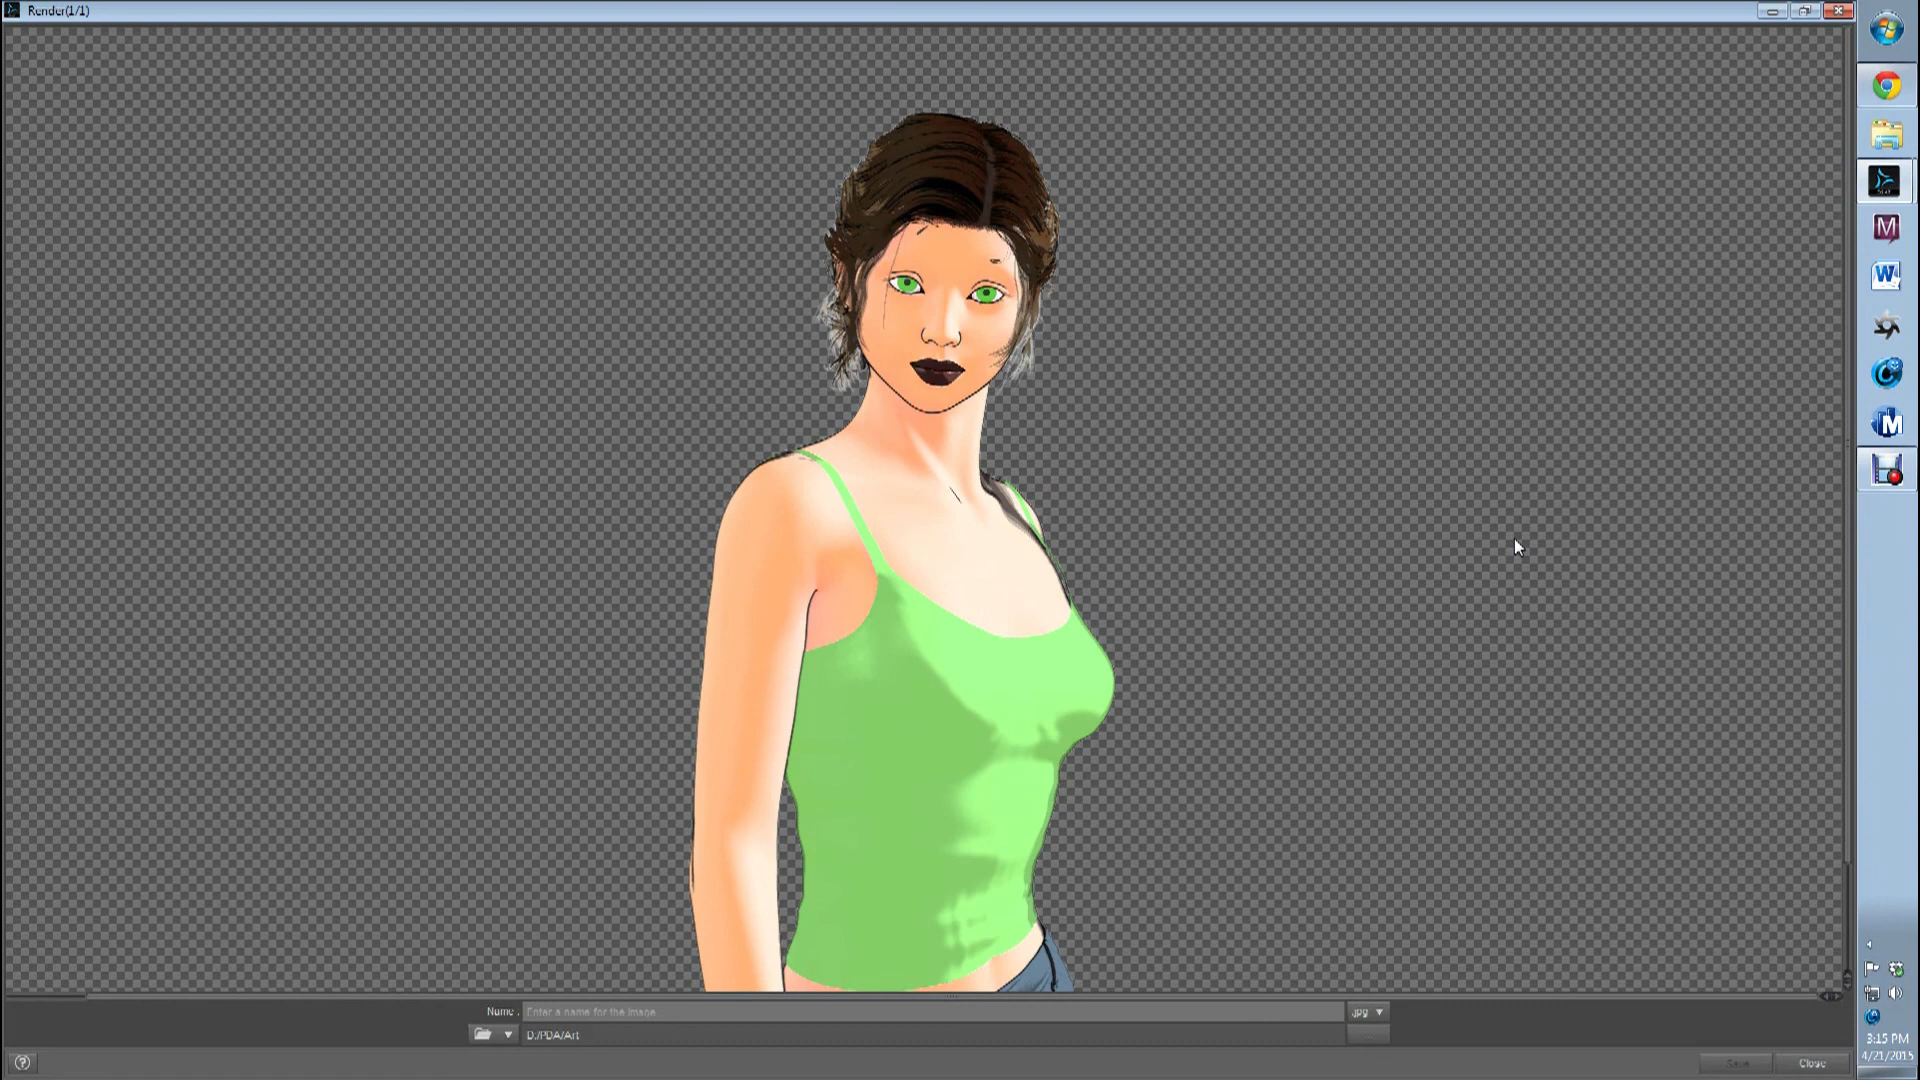 Render(1/1)
Name :
Enter a name for the image
.jpg
D:/PDA/Art
Save
Close
3:15 PM
4/21/2015